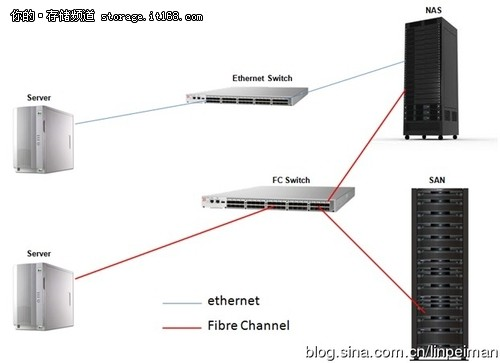 你的·存储频道 storage.it168.com
NAS
Ethernet Switch
Server
FC Switch
SAN
Server
ethernet
Fibre Channel
blog.sina.com.cn/linpeiman